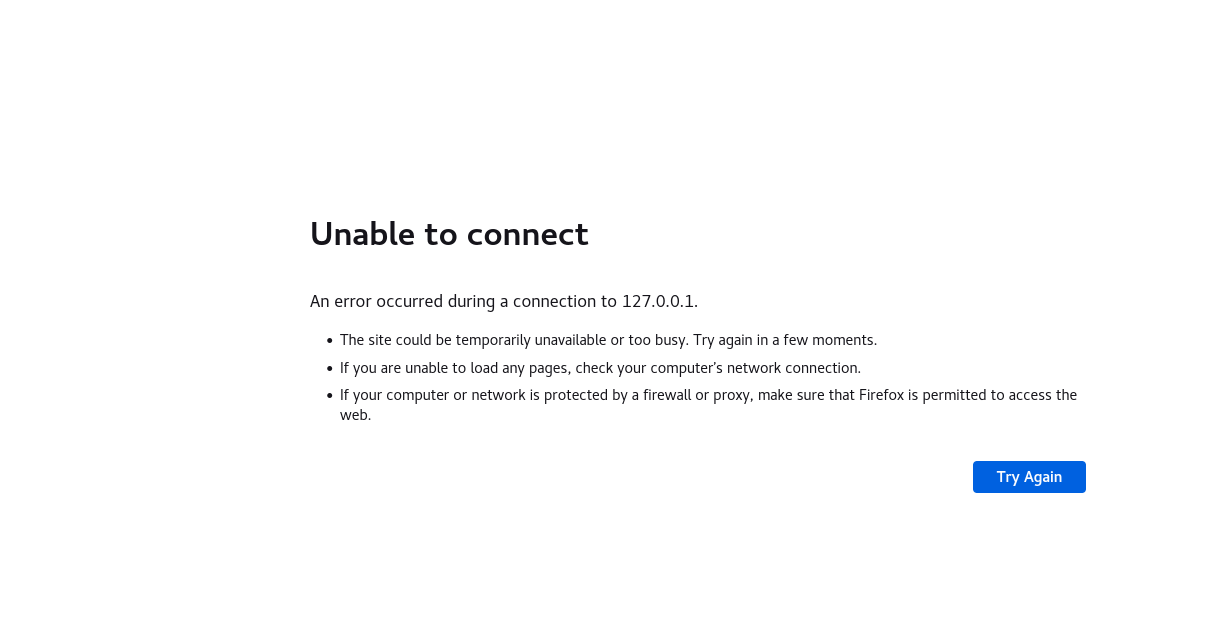 Unable to connect
An error occurred during a connection to 127.0.0.1.
• The site could be temporarily unavailable or too busy. Try again in a few moments.
• If you are unable to load any pages, check your computer’s network connection.
• If your computer or network is protected by a firewall or proxy, make sure that Firefox is permitted to access the
web.
Try Again